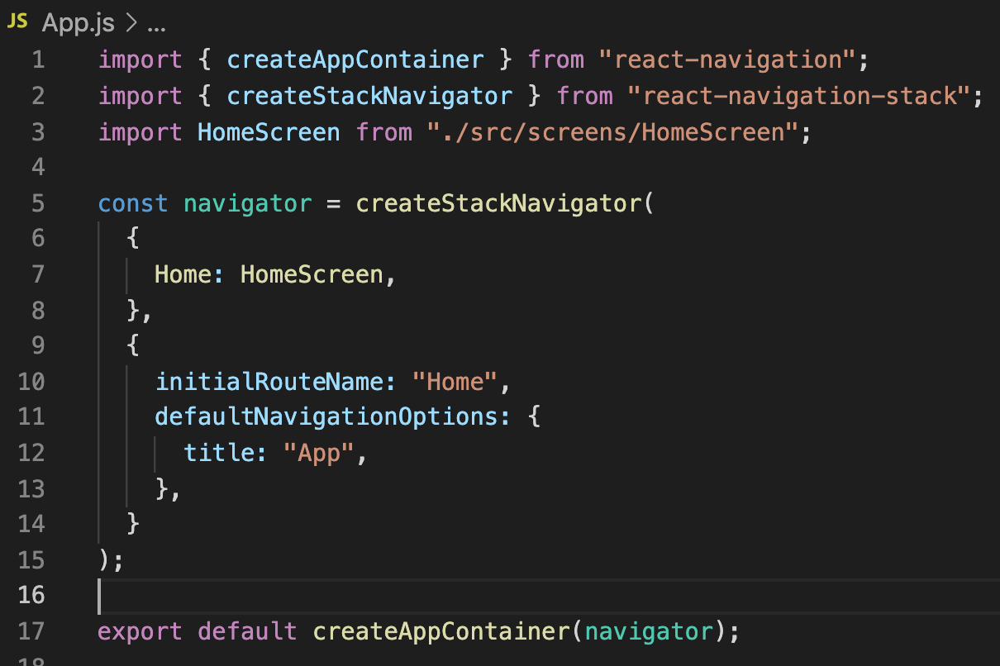 JS App.js > ...
1 import { createAppContainer } from "react-navigation";
2 import { createStackNavigator } from "react-navigation-stack";
3 import HomeScreen from "./src/screens/HomeScreen";
4
5 const navigator = createStackNavigator(
6 {
7 Home: HomeScreen,
8 },
9 {
10 initialRouteName: "Home",
11 defaultNavigationOptions: {
12 title: "App",
13 },
14 }
15 );
16
17 export default createAppContainer(navigator);
18